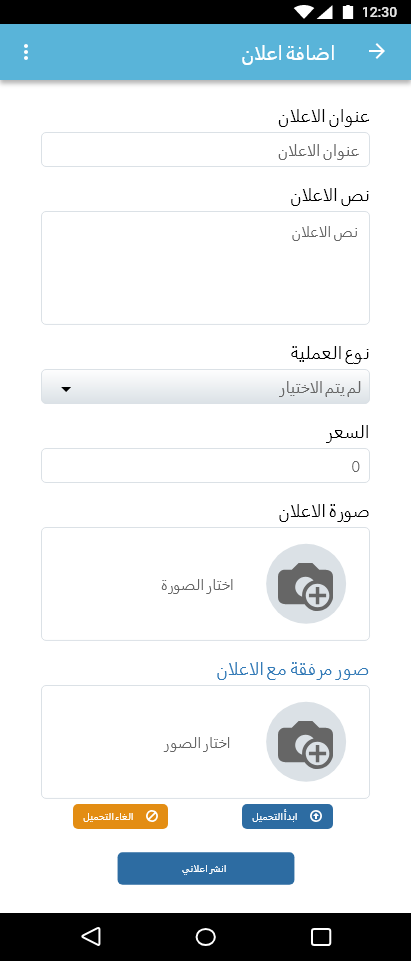 12:30
اضافة اعلان
عنوان الاعلان
عنوان الاعلان
نص الاعلان
نص الاعلان
نوع العملية
لم يتم الاختيار
السعر
0
صورة الاعلان
اختار الصورة
صور مرفقة مع الاعلان
اختار الصور
ابدأ التحميل
الغاء التحميل
انشر اعلاني